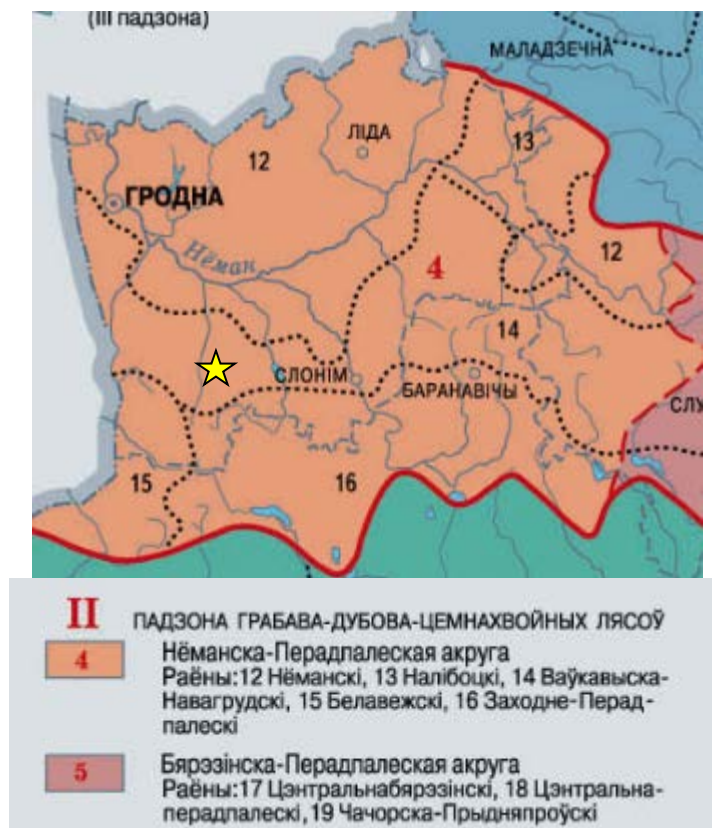 (III падзона)
МАЛАДЗЕЧНА
ЛІДА
13
12
ГРОДНА
Нёман
12
4
14
СЛОНІМ
БАРАНАВІЧЫ
СЛУ
15
16
II ПАДЗОНА ГРАБАВА-ДУБОВА-ЦЕМНАХВОЙНЫХ ЛЯСОЎ
4 Нёманска-Перадпалеская акруга
Раёны:12 Нёманскі, 13 Налібоцкі, 14 Ваўкавыска-
Навагрудскі, 15 Белавежскі, 16 Заходне-Перад-
палескі
5 Бярэзінска-Перадпалеская акруга
Раёны:17 Цэнтральнабярэзінскі, 18 Цэнтральна-
перадпалескі, 19 Чачорска-Прыдняпроўскі